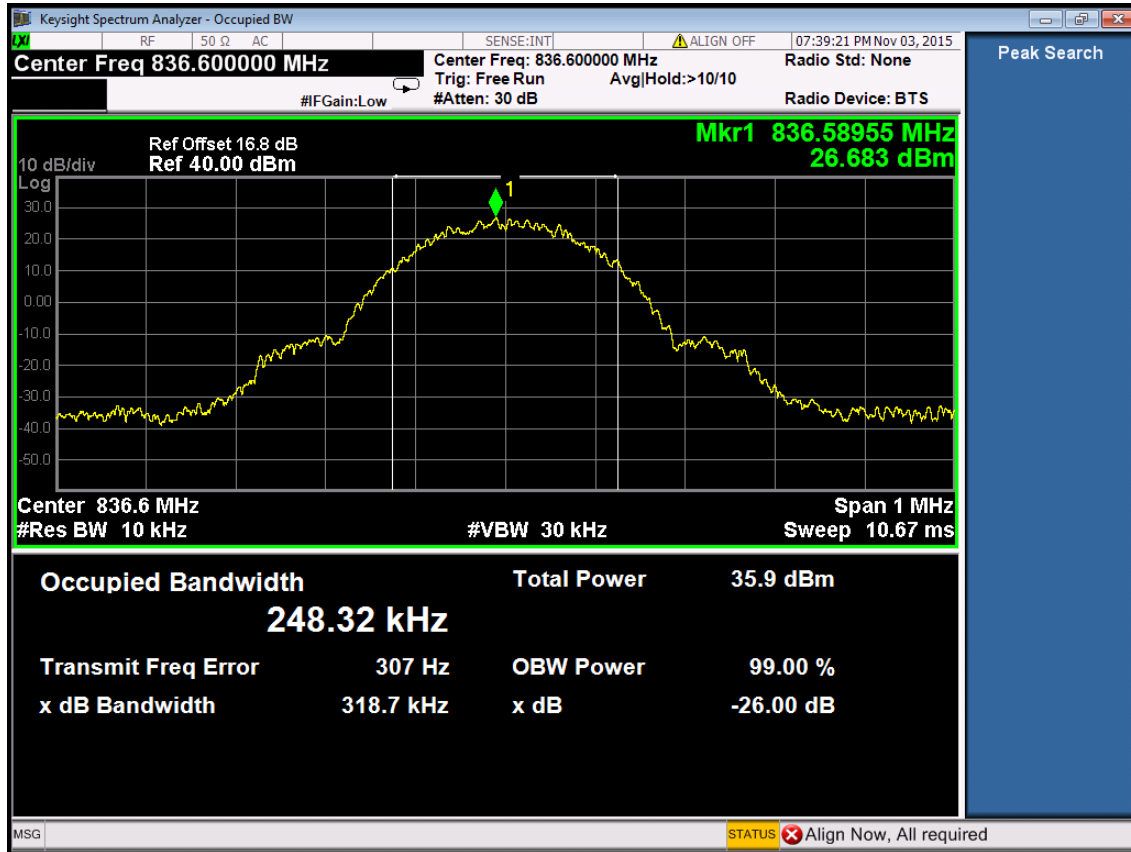 Keysight Spectrum Analyzer - Occupied BW
LXI RF 50 Ω AC SENSE:INT ALIGN OFF 07:39:21 PM Nov 03, 2015
Center Freq 836.600000 MHz
Center Freq: 836.600000 MHz
Radio Std: None
Trig: Free Run Avg|Hold:>10/10
#IFGain:Low #Atten: 30 dB Radio Device: BTS
Peak Search
Mkr1 836.58955 MHz
26.683 dBm
Ref Offset 16.8 dB
10 dB/div Ref 40.00 dBm
Log
1
30.0
20.0
10.0
0.00
-10.0
-20.0
-30.0
-40.0
-50.0
Center 836.6 MHz Span 1 MHz
#Res BW 10 kHz #VBW 30 kHz Sweep 10.67 ms
Occupied Bandwidth Total Power 35.9 dBm
248.32 kHz
Transmit Freq Error 307 Hz OBW Power 99.00 %
x dB Bandwidth 318.7 kHz x dB -26.00 dB
MSG STATUS Align Now, All required